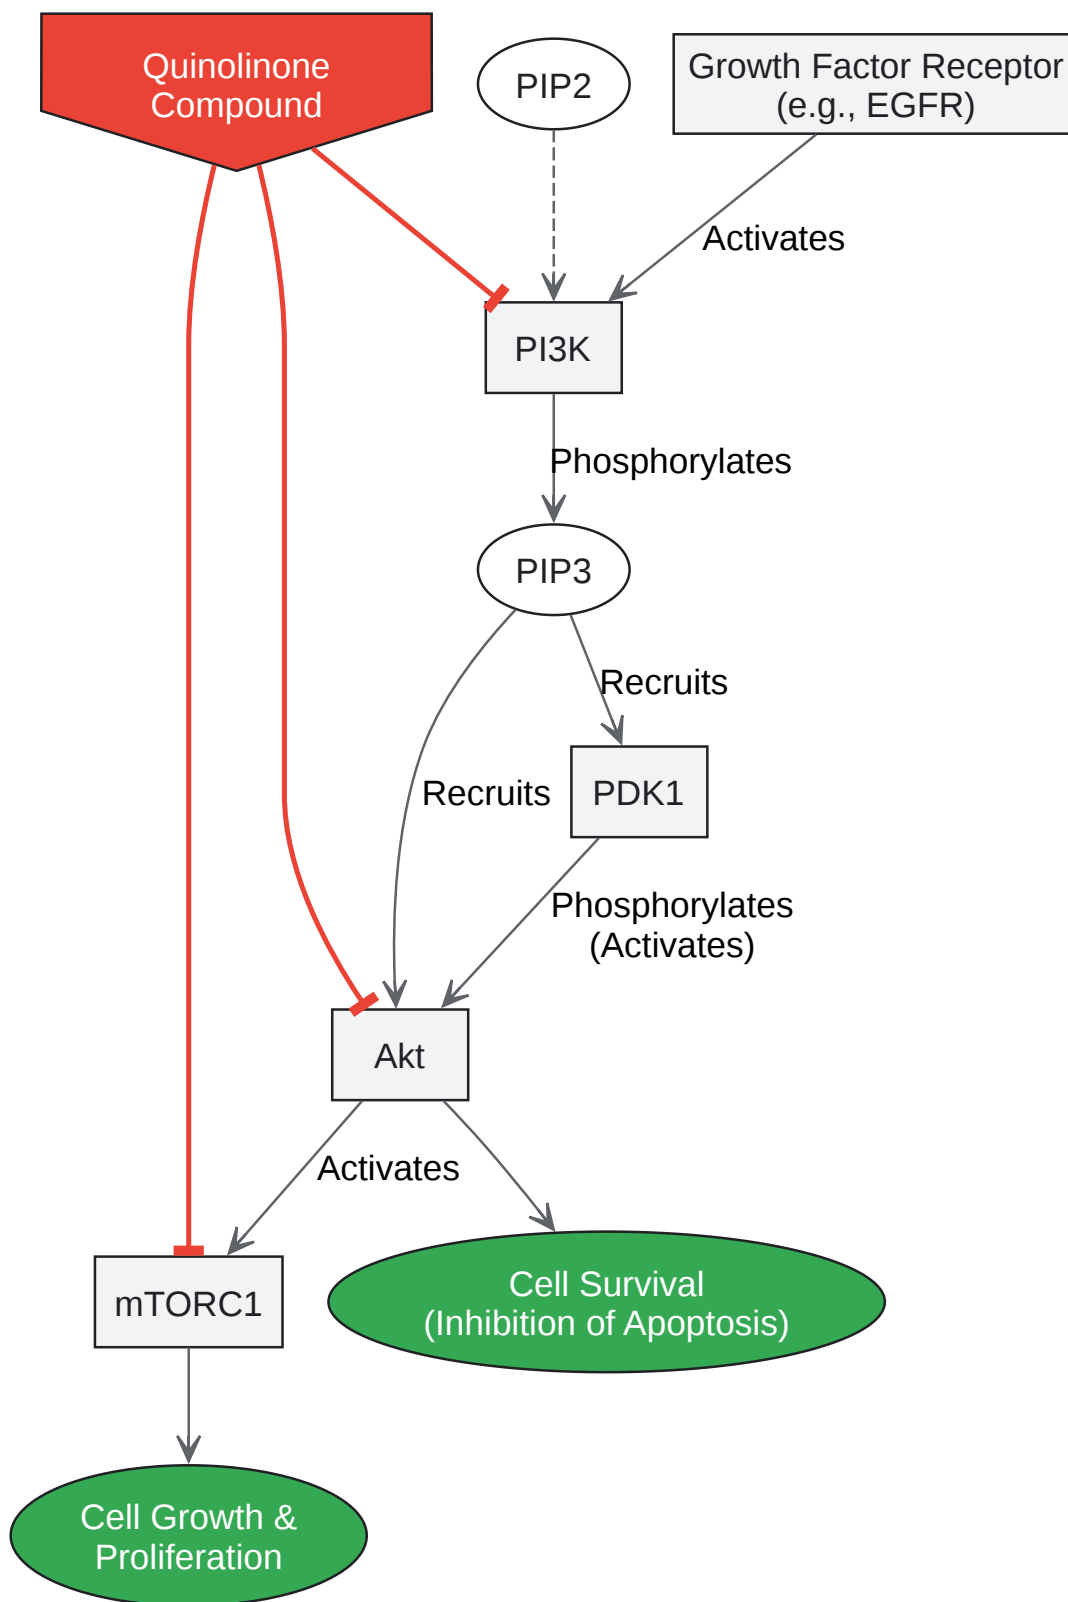 Quinolinone
Compound
PIP2
Growth Factor Receptor
(e.g., EGFR)
Activates
PI3K
Phosphorylates
PIP3
Recruits
Recruits
PDK1
Phosphorylates
(Activates)
Akt
Activates
Cell Survival
(Inhibition of Apoptosis)
mTORC1
Cell Growth &
Proliferation